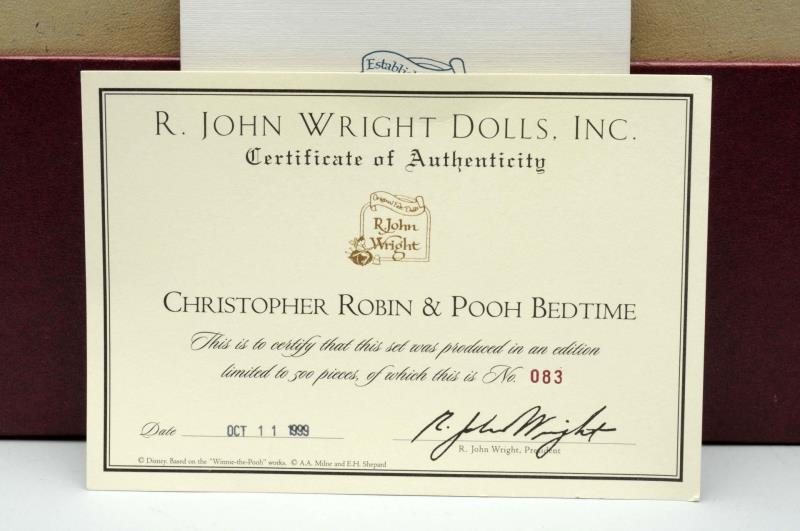 Establish
R. JOHN WRIGHT DOLLS, INC.
Certificate of Authenticity
Original Felt Dolls
R. John
Wright
CHRISTOPHER ROBIN & POOH BEDTIME
This is to certify that this set was produced in an edition
limited to 500 pieces, of which this is No. 083
Date OCT 11 1999 R. John Wright
R. John Wright, President
© Disney. Based on the "Winnie-the-Pooh" works. © A.A. Milne and E.H. Shepard